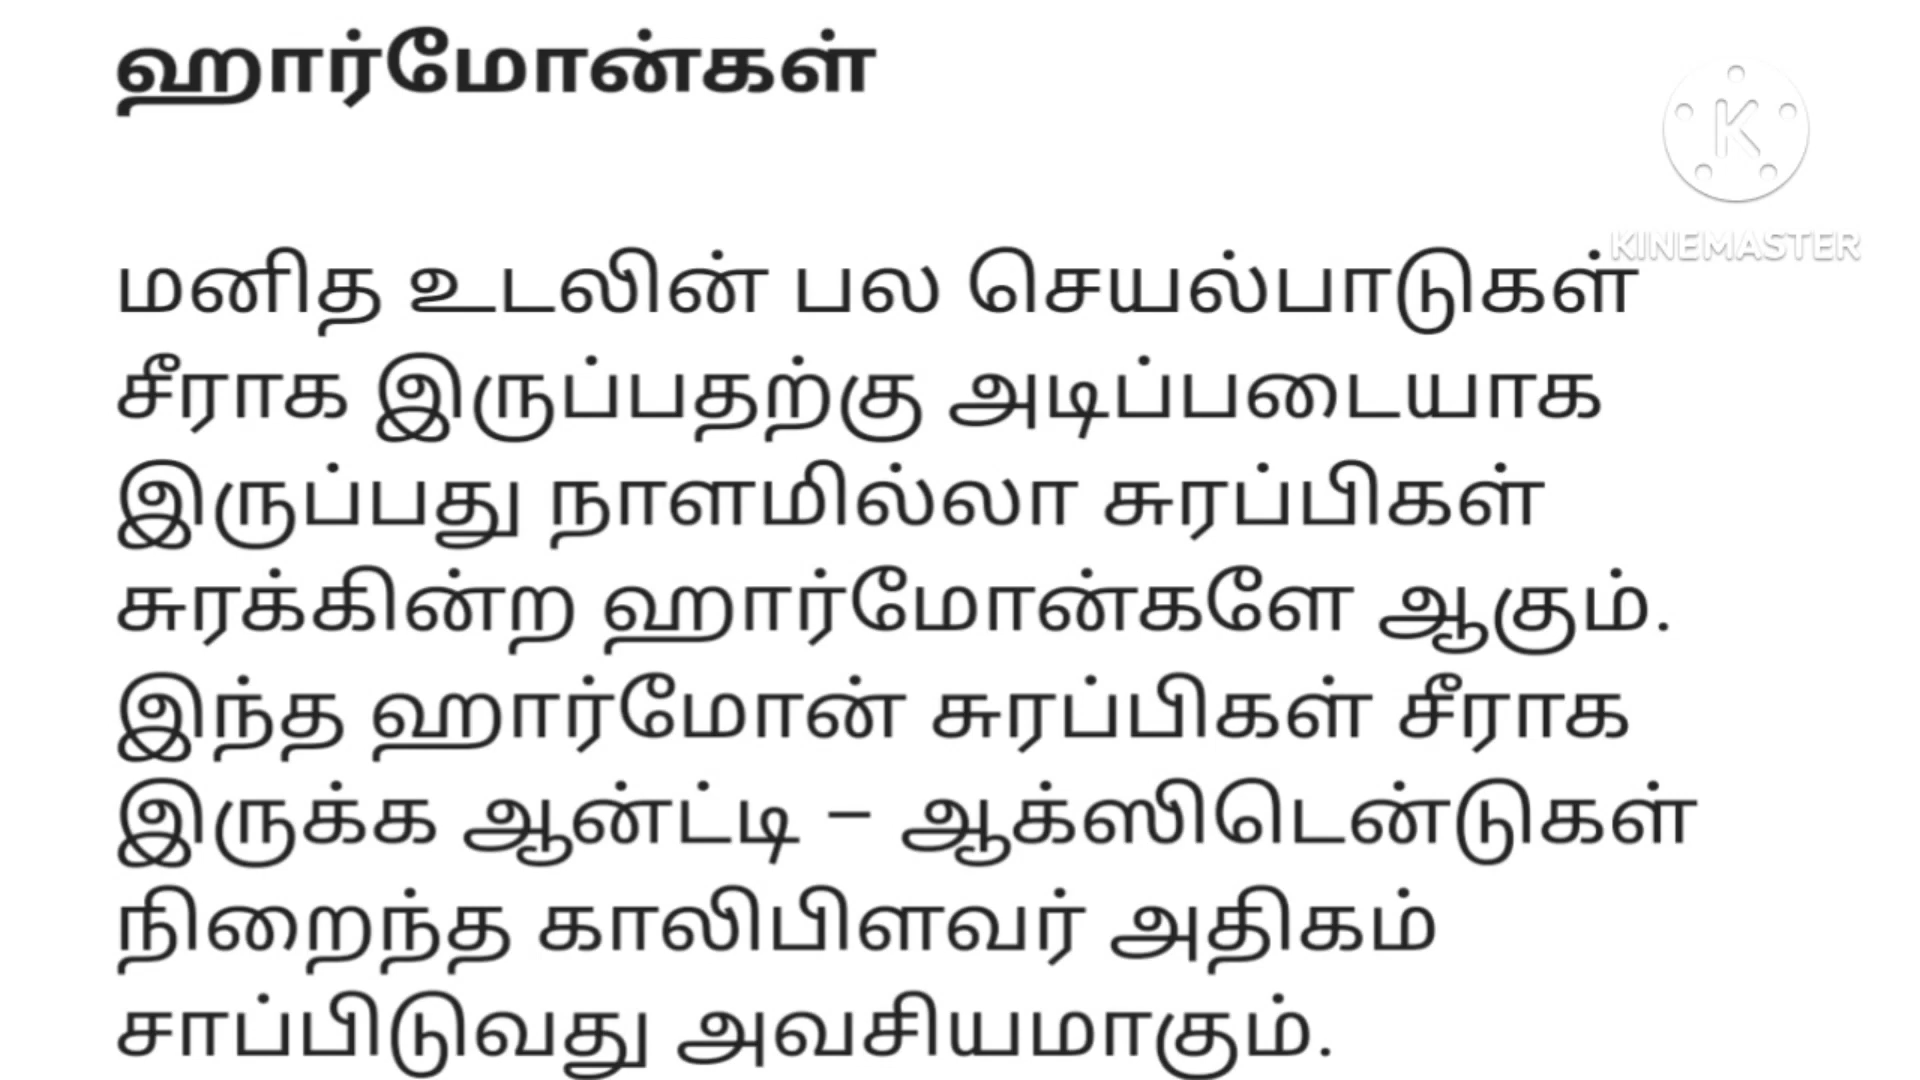 ஹார்மோன்கள்
KINEMASTER
மனித உடலின் பல செயல்பாடுகள்
சீராக இருப்பதற்கு அடிப்படையாக
இருப்பது நாளமில்லா சுரப்பிகள்
சுரக்கின்ற ஹார்மோன்களே ஆகும்.
இந்த ஹார்மோன் சுரப்பிகள் சீராக
இருக்க ஆன்ட்டி – ஆக்ஸிடென்டுகள்
நிறைந்த காலிபிளவர் அதிகம்
சாப்பிடுவது அவசியமாகும்.